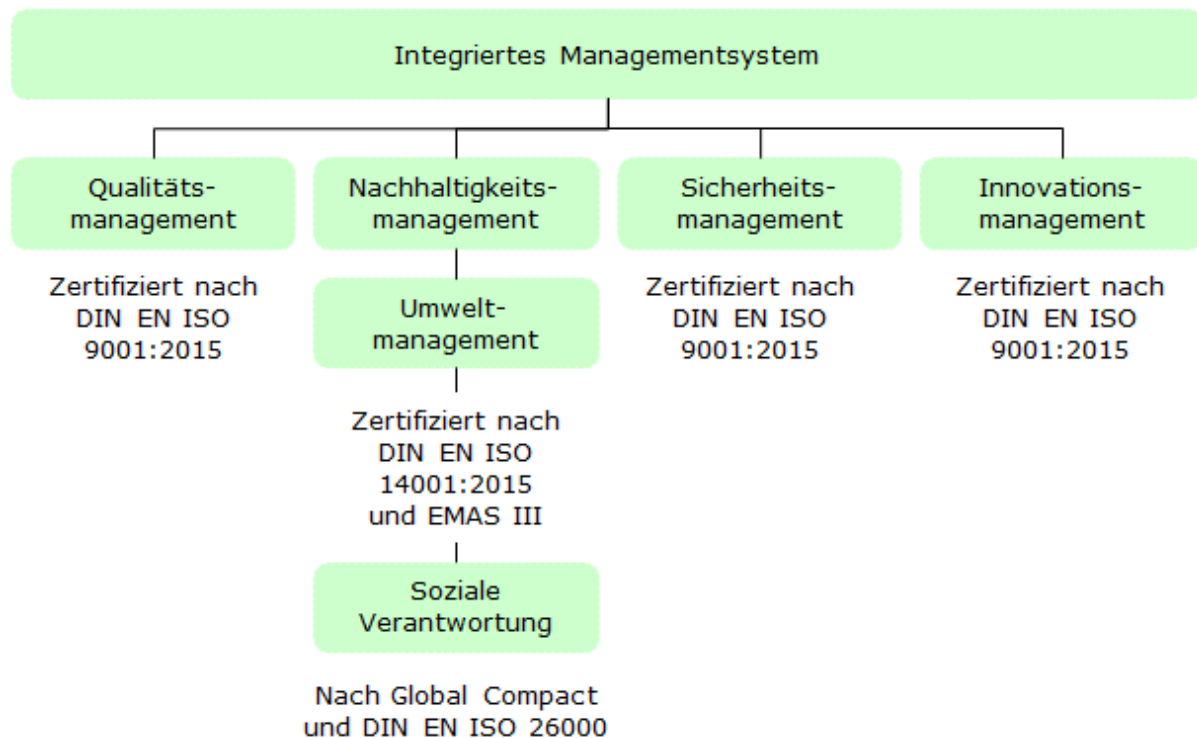 Integriertes Managementsystem
Qualitäts-
management
Zertifiziert nach
DIN EN ISO
9001:2015
Nachhaltigkeits-
management
Umwelt-
management
Zertifiziert nach
DIN EN ISO
14001:2015
und EMAS III
Soziale
Verantwortung
Nach Global Compact
und DIN EN ISO 26000
Sicherheits-
management
Zertifiziert nach
DIN EN ISO
9001:2015
Innovations-
management
Zertifiziert nach
DIN EN ISO
9001:2015